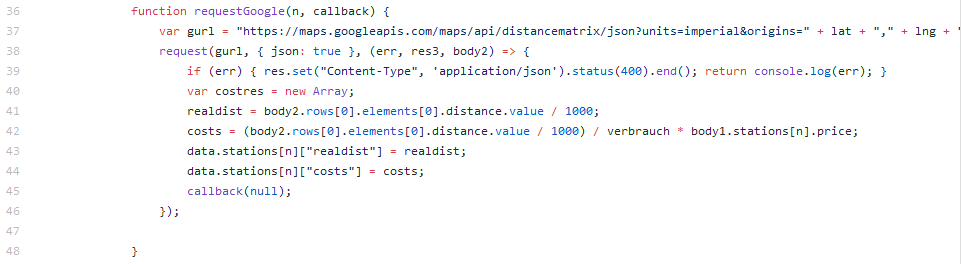 36 function requestGoogle(n, callback) {
37 var gurl = "https://maps.googleapis.com/maps/api/distancematrix/json?units=imperial&origins=" + lat + "," + lng + "
38 request(gurl, { json: true }, (err, res3, body2) => {
39 if (err) { res.set("Content-Type", 'application/json').status(400).end(); return console.log(err); }
40 var costres = new Array;
41 realdist = body2.rows[0].elements[0].distance.value / 1000;
42 costs = (body2.rows[0].elements[0].distance.value / 1000) / verbrauch * body1.stations[n].price;
43 data.stations[n]["realdist"] = realdist;
44 data.stations[n]["costs"] = costs;
45 callback(null);
46 });
47
48 }